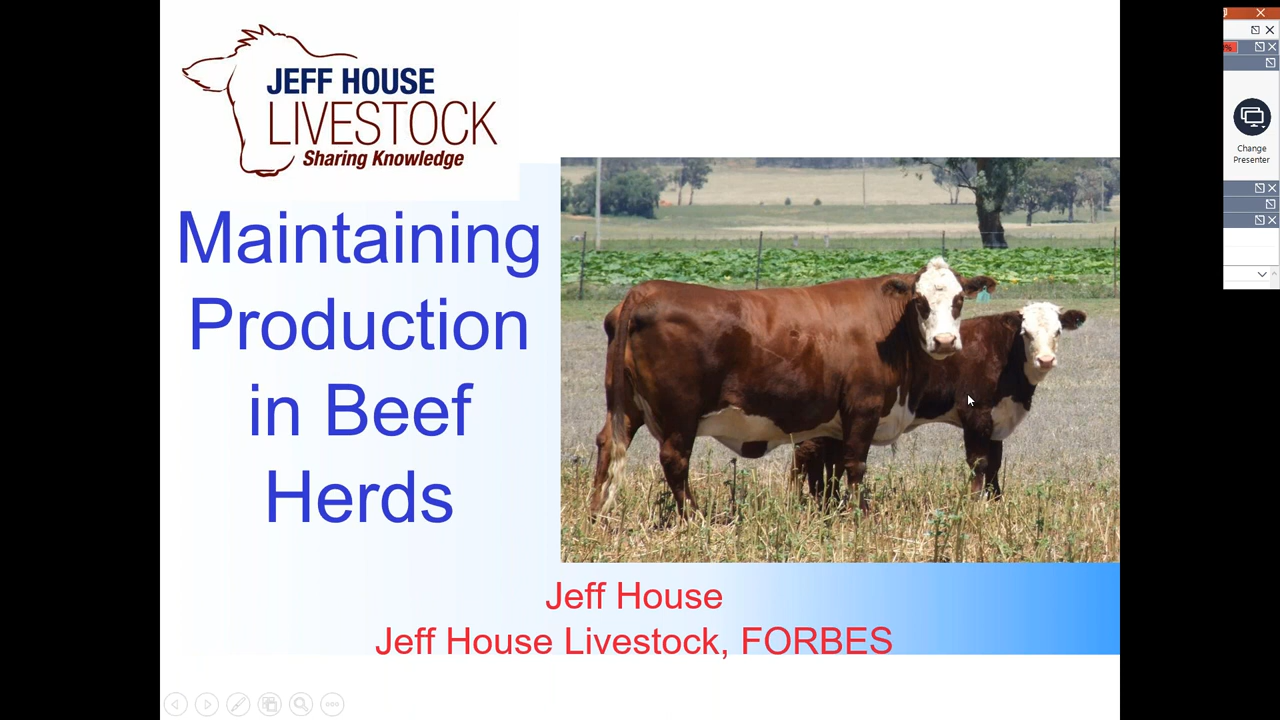 JEFF HOUSE
LIVESTOCK
Sharing Knowledge
Maintaining
Production
in Beef
Herds
Jeff House
Jeff House Livestock, FORBES
%
Change
Presenter